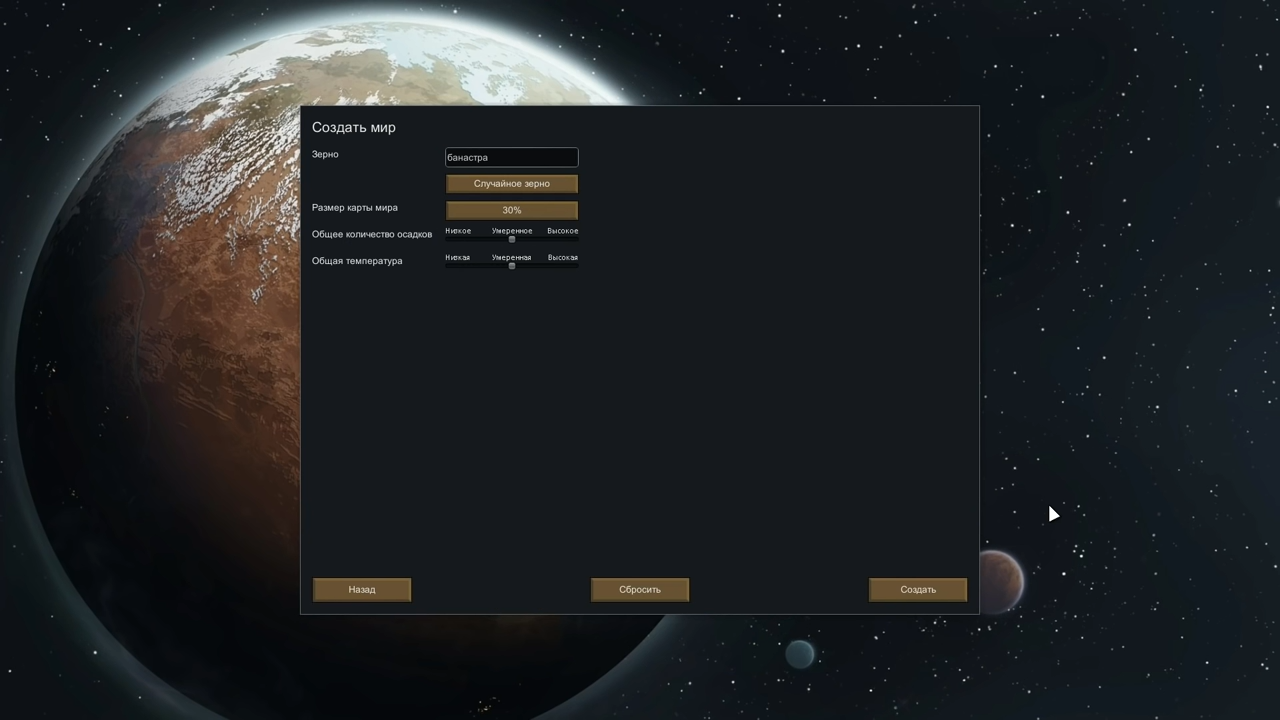 Создать мир
Зерно
банастра
Случайное зерно
Размер карты мира
30%
Общее количество осадков
Низкое Умеренное Высокое
Общая температура
Низкая Умеренная Высокая
Назад
Сбросить
Создать